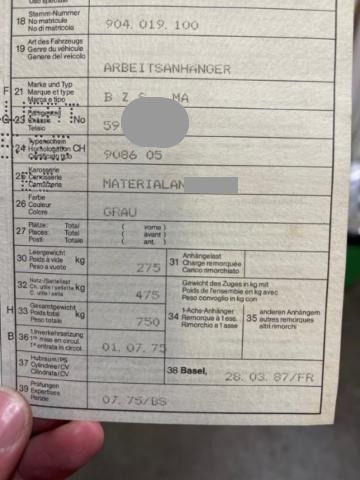 18 Stamm-Nummer
No matricule
No di matricola
904. 019. 100
19 Art des Fahrzeugs
Genre du véhicule
Genere del veicolo
ARBEITSANHÄNGER
F 21 Marke und Typ
Marque et type
Marca e tipo
B Z S MA
23 No
Telaio
59
24 Typenschein
Homologation CH
Certificato tipo
9086 05
25 Karosserie
Carrosserie
Carrozzeria
MATERIALAN
26 Farbe
Couleur
Colore
GRAU
27 Plätze: Total ( vorne )
Places: Total ( avant )
Posti: Totale ( ant. )
30 Leergewicht
Poids à vide kg
Peso a vuoto
275
31 Anhängelast
Charge remorquée
Carico rimorchiato
32 Nutz-/Sattellast
Ch. utile / sellette kg
C. utile / sella
475
Gewicht des Zuges in kg mit
Poids de l'ensemble en kg avec
Peso convoglio in kg con
H 33 Gesamtgewicht
Poids total kg
Peso totale
750
34 1-Achs-Anhänger
Remorque à 1 ess.
Rimorchio a 1 asse
35 anderen Anhängern
autres remorques
altri rimorchi
B 36 1. Inverkehrsetzung
1re mise en circul.
1a entrata in circol.
01. 07. 75
37 Hubraum/PS
Cylindrée/CV
Cilindrata/CV
38 Basel,
28. 03. 87/FR
39 Prüfungen
Expertises
Perizie
07. 75/BS